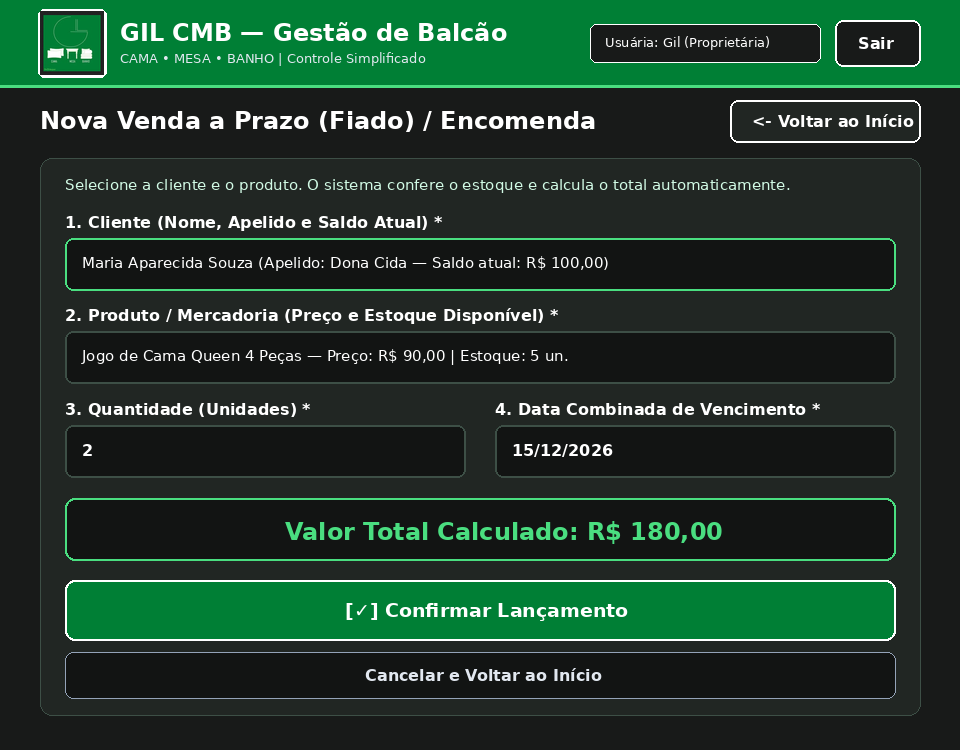 GIL CMB — Gestão de Balcão
CAMA • MESA • BANHO | Controle Simplificado
Usuária: Gil (Proprietária)
Sair
Nova Venda a Prazo (Fiado) / Encomenda
<- Voltar ao Início
Selecione a cliente e o produto. O sistema confere o estoque e calcula o total automaticamente.
1. Cliente (Nome, Apelido e Saldo Atual) *
Maria Aparecida Souza (Apelido: Dona Cida — Saldo atual: R$ 100,00)
2. Produto / Mercadoria (Preço e Estoque Disponível) *
Jogo de Cama Queen 4 Peças — Preço: R$ 90,00 | Estoque: 5 un.
3. Quantidade (Unidades) *
2
4. Data Combinada de Vencimento *
15/12/2026
Valor Total Calculado: R$ 180,00
[✓] Confirmar Lançamento
Cancelar e Voltar ao Início